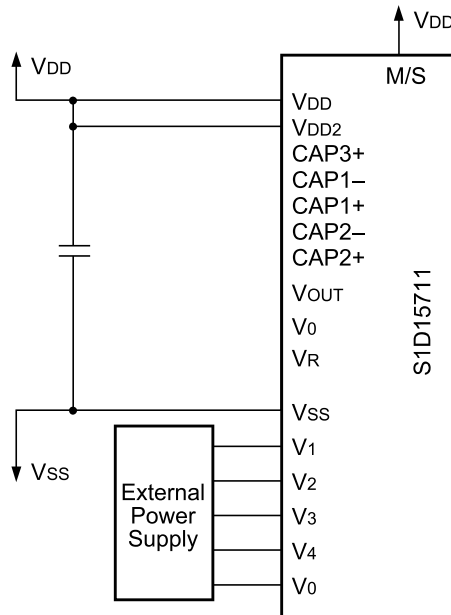 VDD
VDD
M/S
VDD
VDD2
CAP3+
CAP1–
CAP1+
CAP2–
CAP2+
VOUT
V0
VR
S1D15711
VSS
VSS
V1
V2
V3
V4
V0
External
Power
Supply